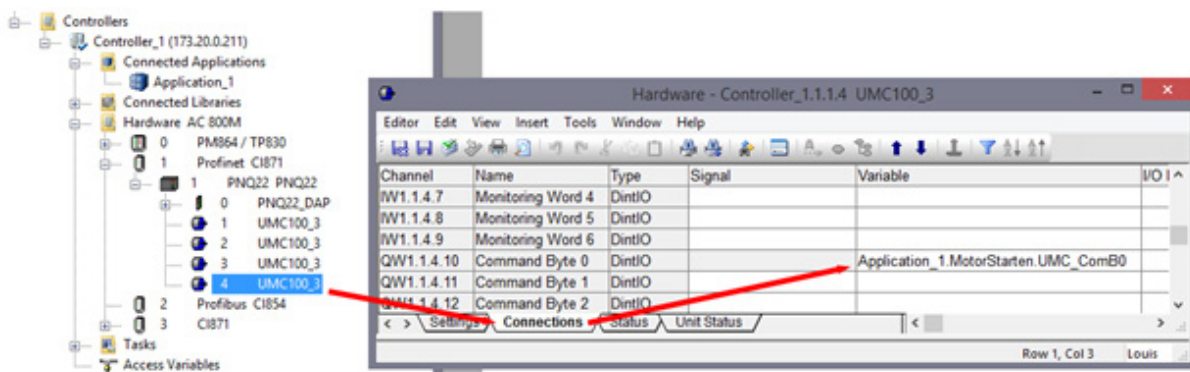 Controllers
Controller_1 (173.20.0.211)
Connected Applications
Application_1
Connected Libraries
Hardware AC 800M
0 PM864 / TP830
1 Profinet CI871
1 PNQ22 PNQ22
0 PNQ22_DAP
1 UMC100_3
2 UMC100_3
3 UMC100_3
4 UMC100_3
2 Profibus CI854
3 CI871
Tasks
Access Variables
Hardware - Controller_1.1.1.4 UMC100_3
Editor Edit View Insert Tools Window Help
Channel Name Type Signal Variable I/O
IW1.1.4.7 Monitoring Word 4 DintIO
IW1.1.4.8 Monitoring Word 5 DintIO
IW1.1.4.9 Monitoring Word 6 DintIO
QW1.1.4.10 Command Byte 0 DintIO Application_1.MotorStarten.UMC_ComB0
QW1.1.4.11 Command Byte 1 DintIO
QW1.1.4.12 Command Byte 2 DintIO
Settings Connections Status Unit Status
Row 1, Col 3 Louis